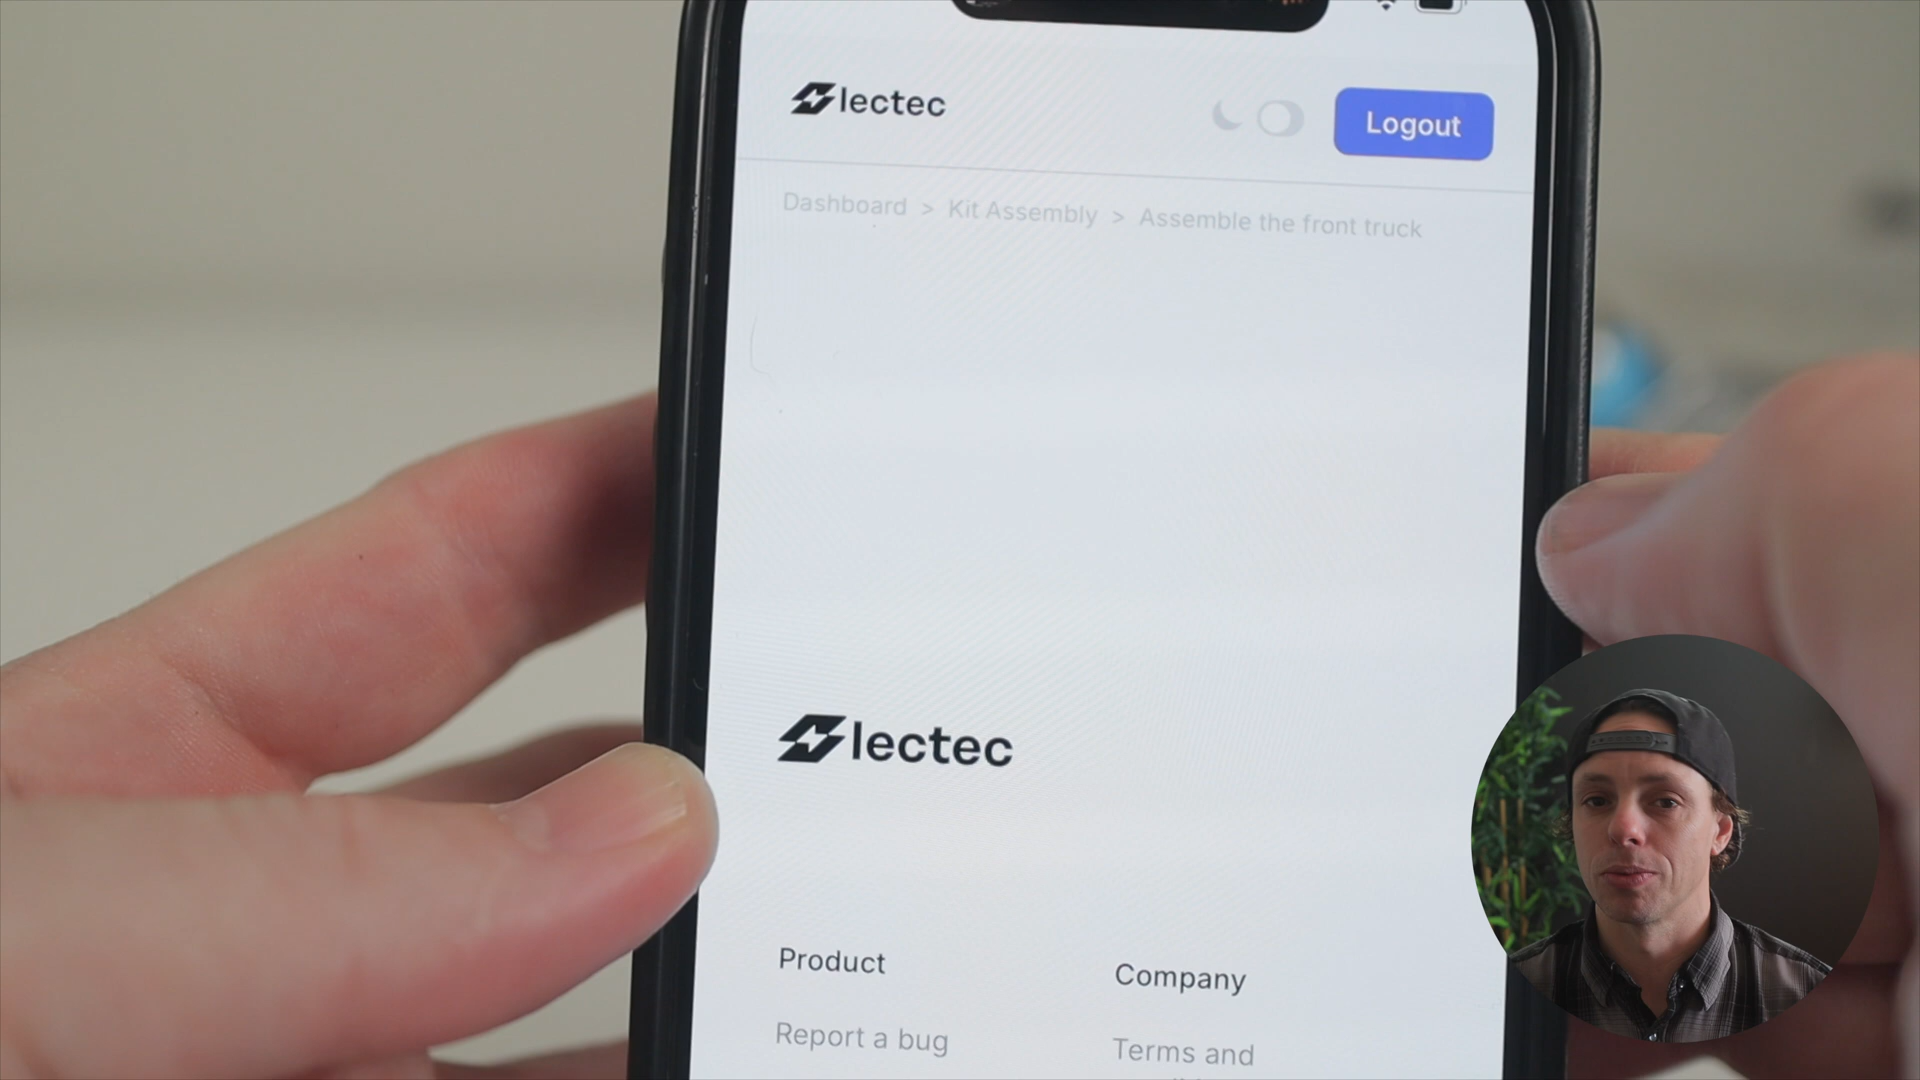 lectec
Logout
Dashboard > Kit Assembly > Assemble the front truck
lectec
Product
Company
Report a bug
Terms and